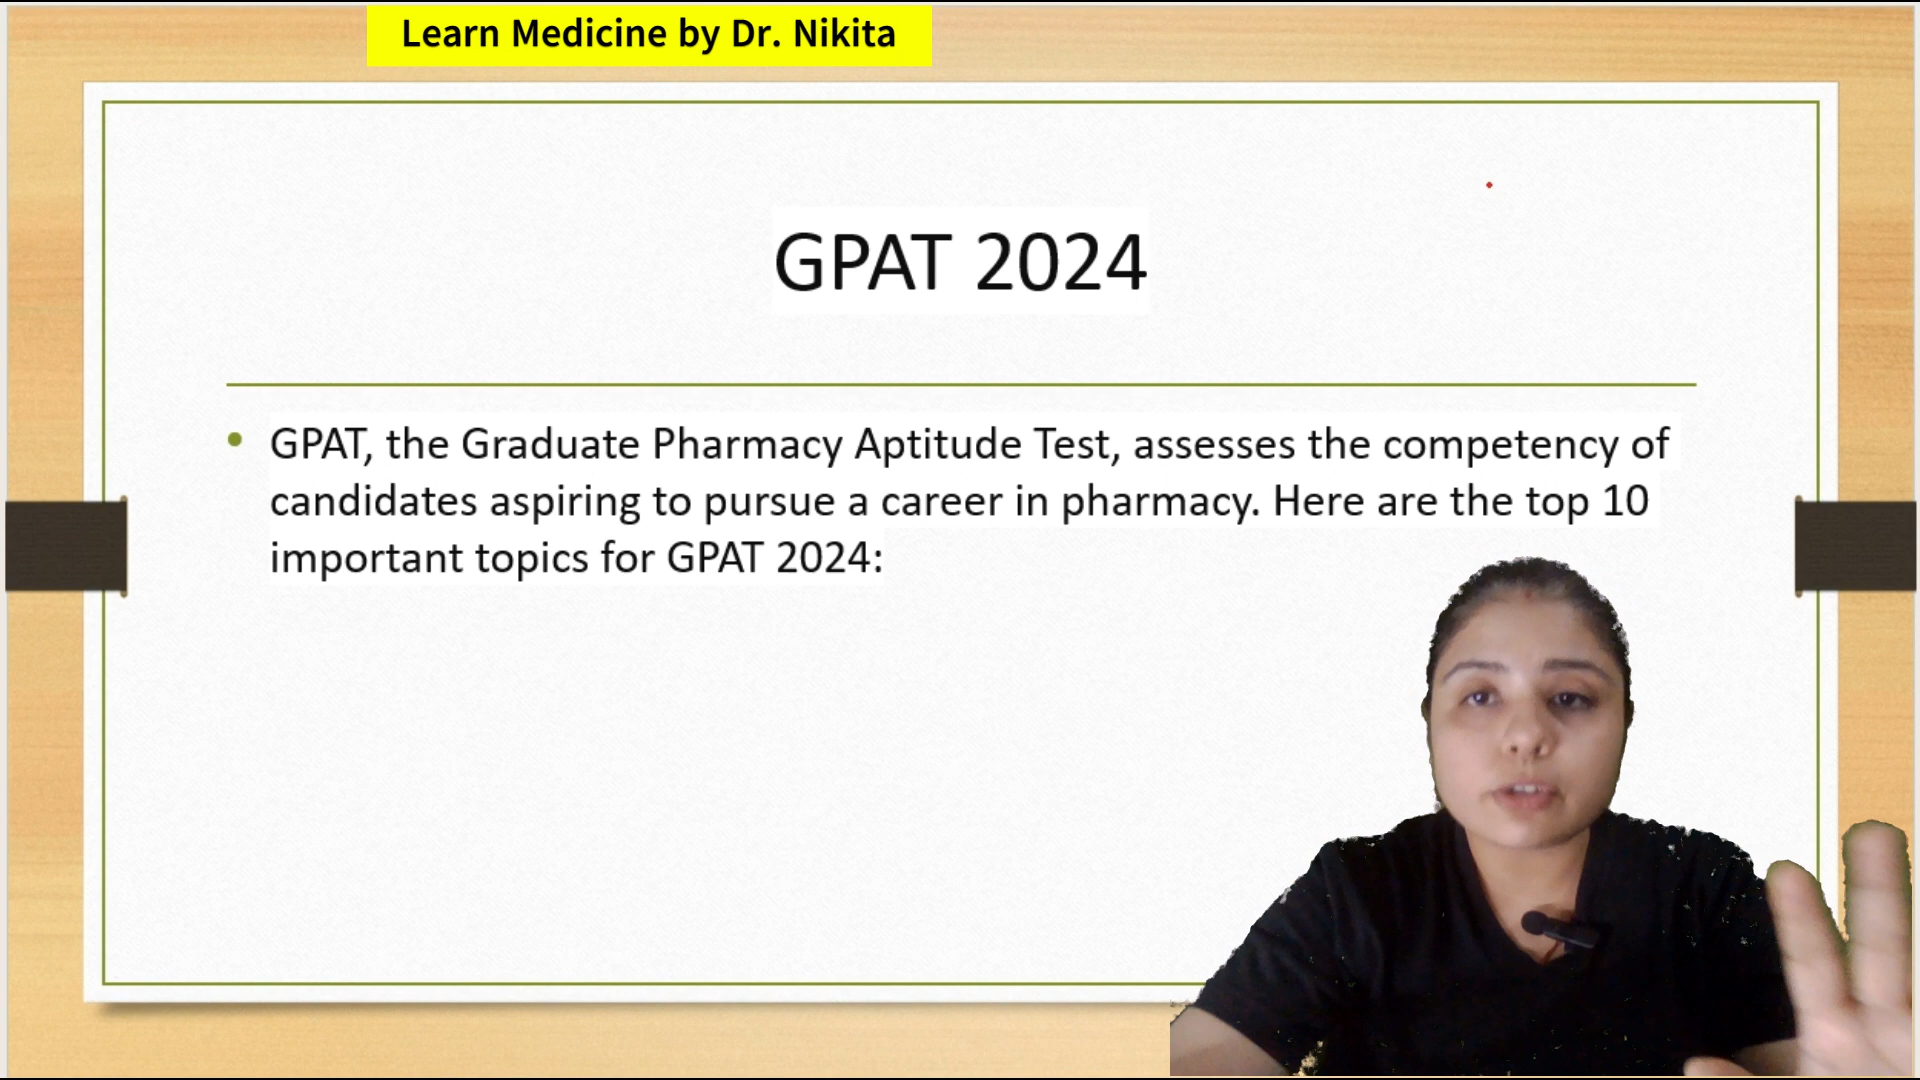 Learn Medicine by Dr. Nikita
GPAT 2024
• GPAT, the Graduate Pharmacy Aptitude Test, assesses the competency of
candidates aspiring to pursue a career in pharmacy. Here are the top 10
important topics for GPAT 2024: